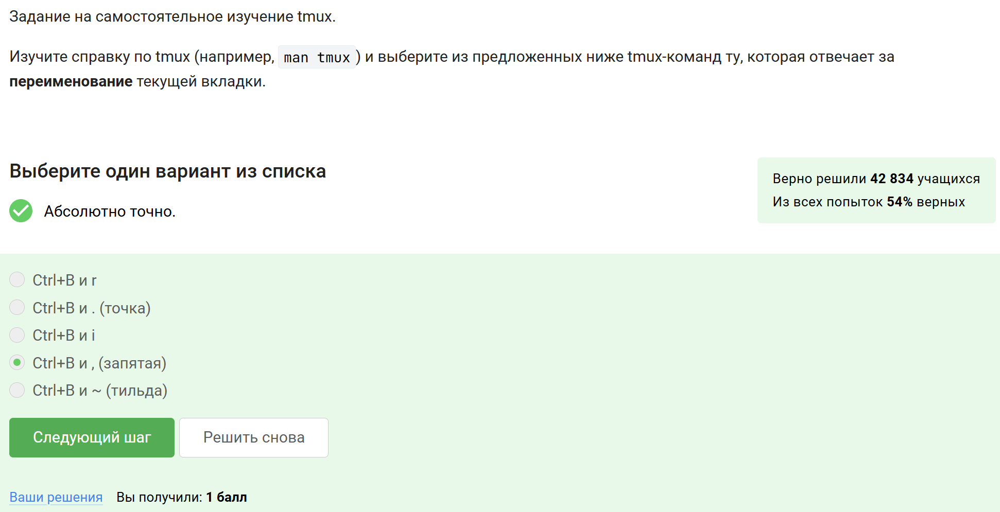 Задание на самостоятельное изучение tmux.
Изучите справку по tmux (например, man tmux) и выберите из предложенных ниже tmux-команд ту, которая отвечает за
переименование текущей вкладки.
Выберите один вариант из списка
Абсолютно точно.
Верно решили 42 834 учащихся
Из всех попыток 54% верных
Ctrl+B и r
Ctrl+B и . (точка)
Ctrl+B и i
Ctrl+B и , (запятая)
Ctrl+B и ~ (тильда)
Следующий шаг
Решить снова
Ваши решения Вы получили: 1 балл